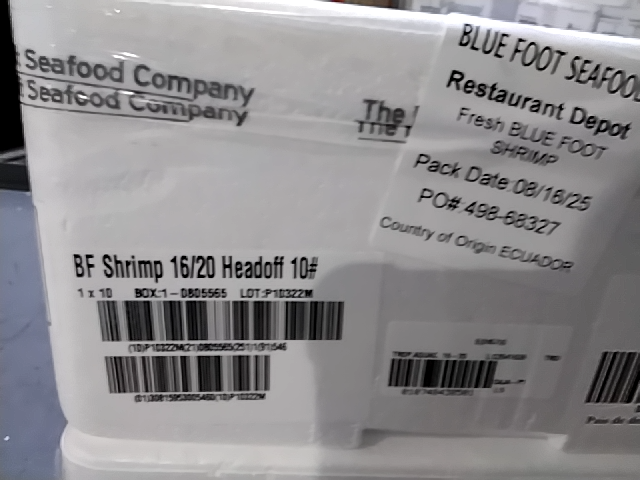 Seafood Company
Seafood Company
The
The
BLUE FOOT SEAFOOD
Restaurant Depot
Fresh BLUE FOOT
SHRIMP
Pack Date:08/16/25
PO#:498-68327
Country of Origin ECUADOR
BF Shrimp 16/20 Headoff 10#
1 x 10 BOX:1-0805565 LOT:P10322M